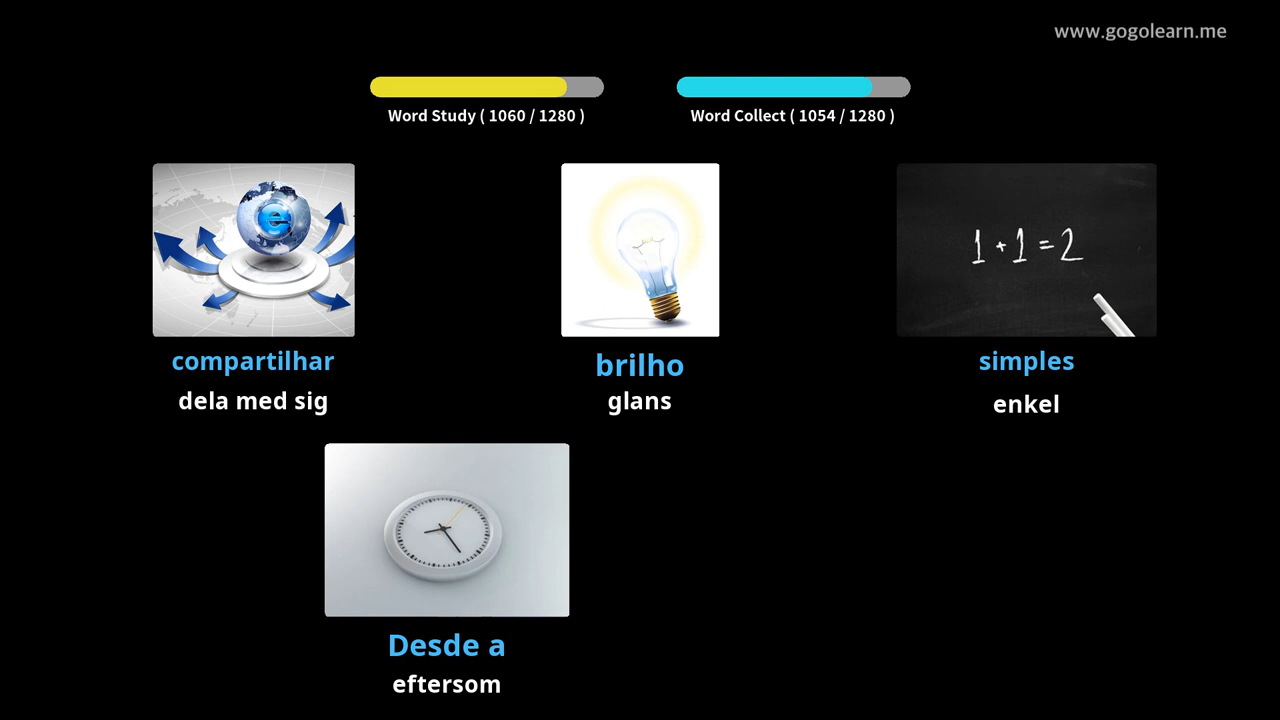 www.gogolearn.me
Word Study ( 1060 / 1280 )
Word Collect ( 1054 / 1280 )
e
1 + 1 = 2
compartilhar
brilho
simples
dela med sig
glans
enkel
Desde a
eftersom